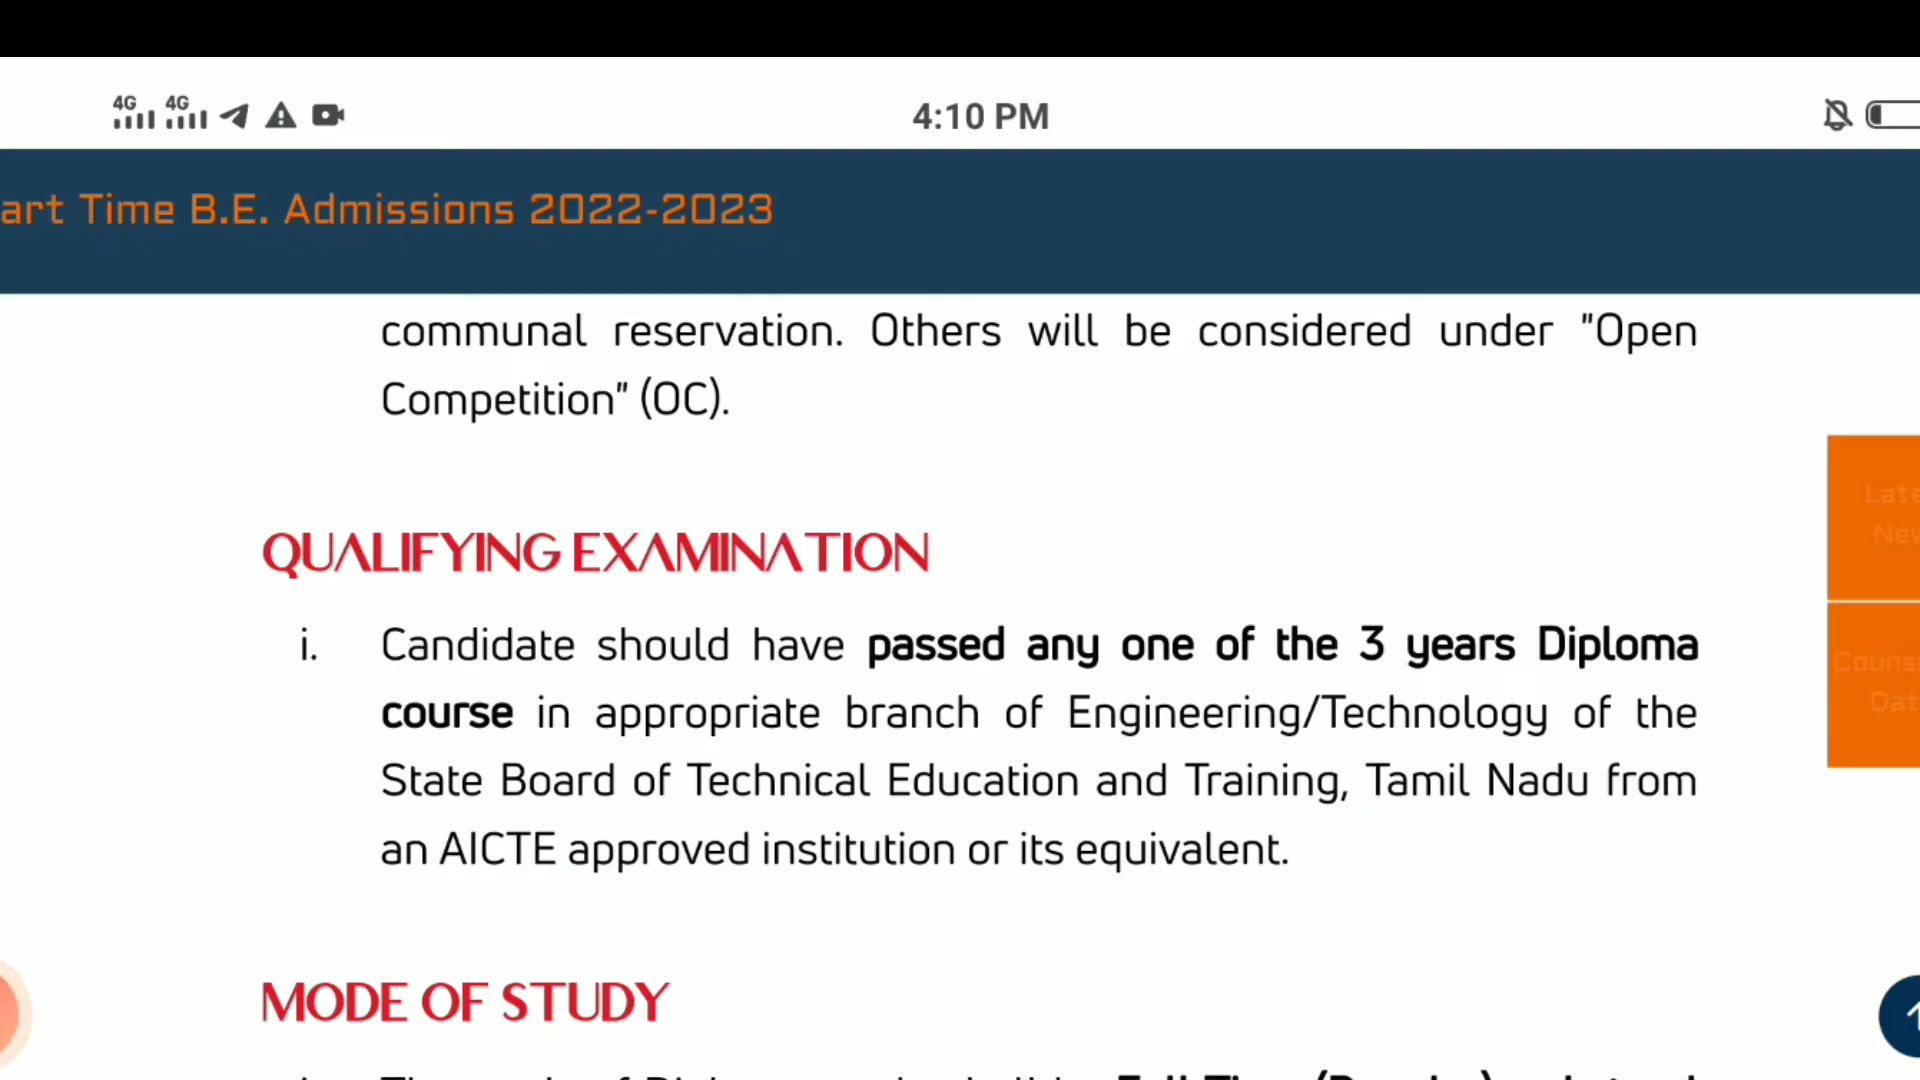 4G 4G 4:10 PM
art Time B.E. Admissions 2022-2023
communal reservation. Others will be considered under "Open
Competition" (OC).
QUALIFYING EXAMINATION
i. Candidate should have passed any one of the 3 years Diploma
course in appropriate branch of Engineering/Technology of the
State Board of Technical Education and Training, Tamil Nadu from
an AICTE approved institution or its equivalent.
MODE OF STUDY